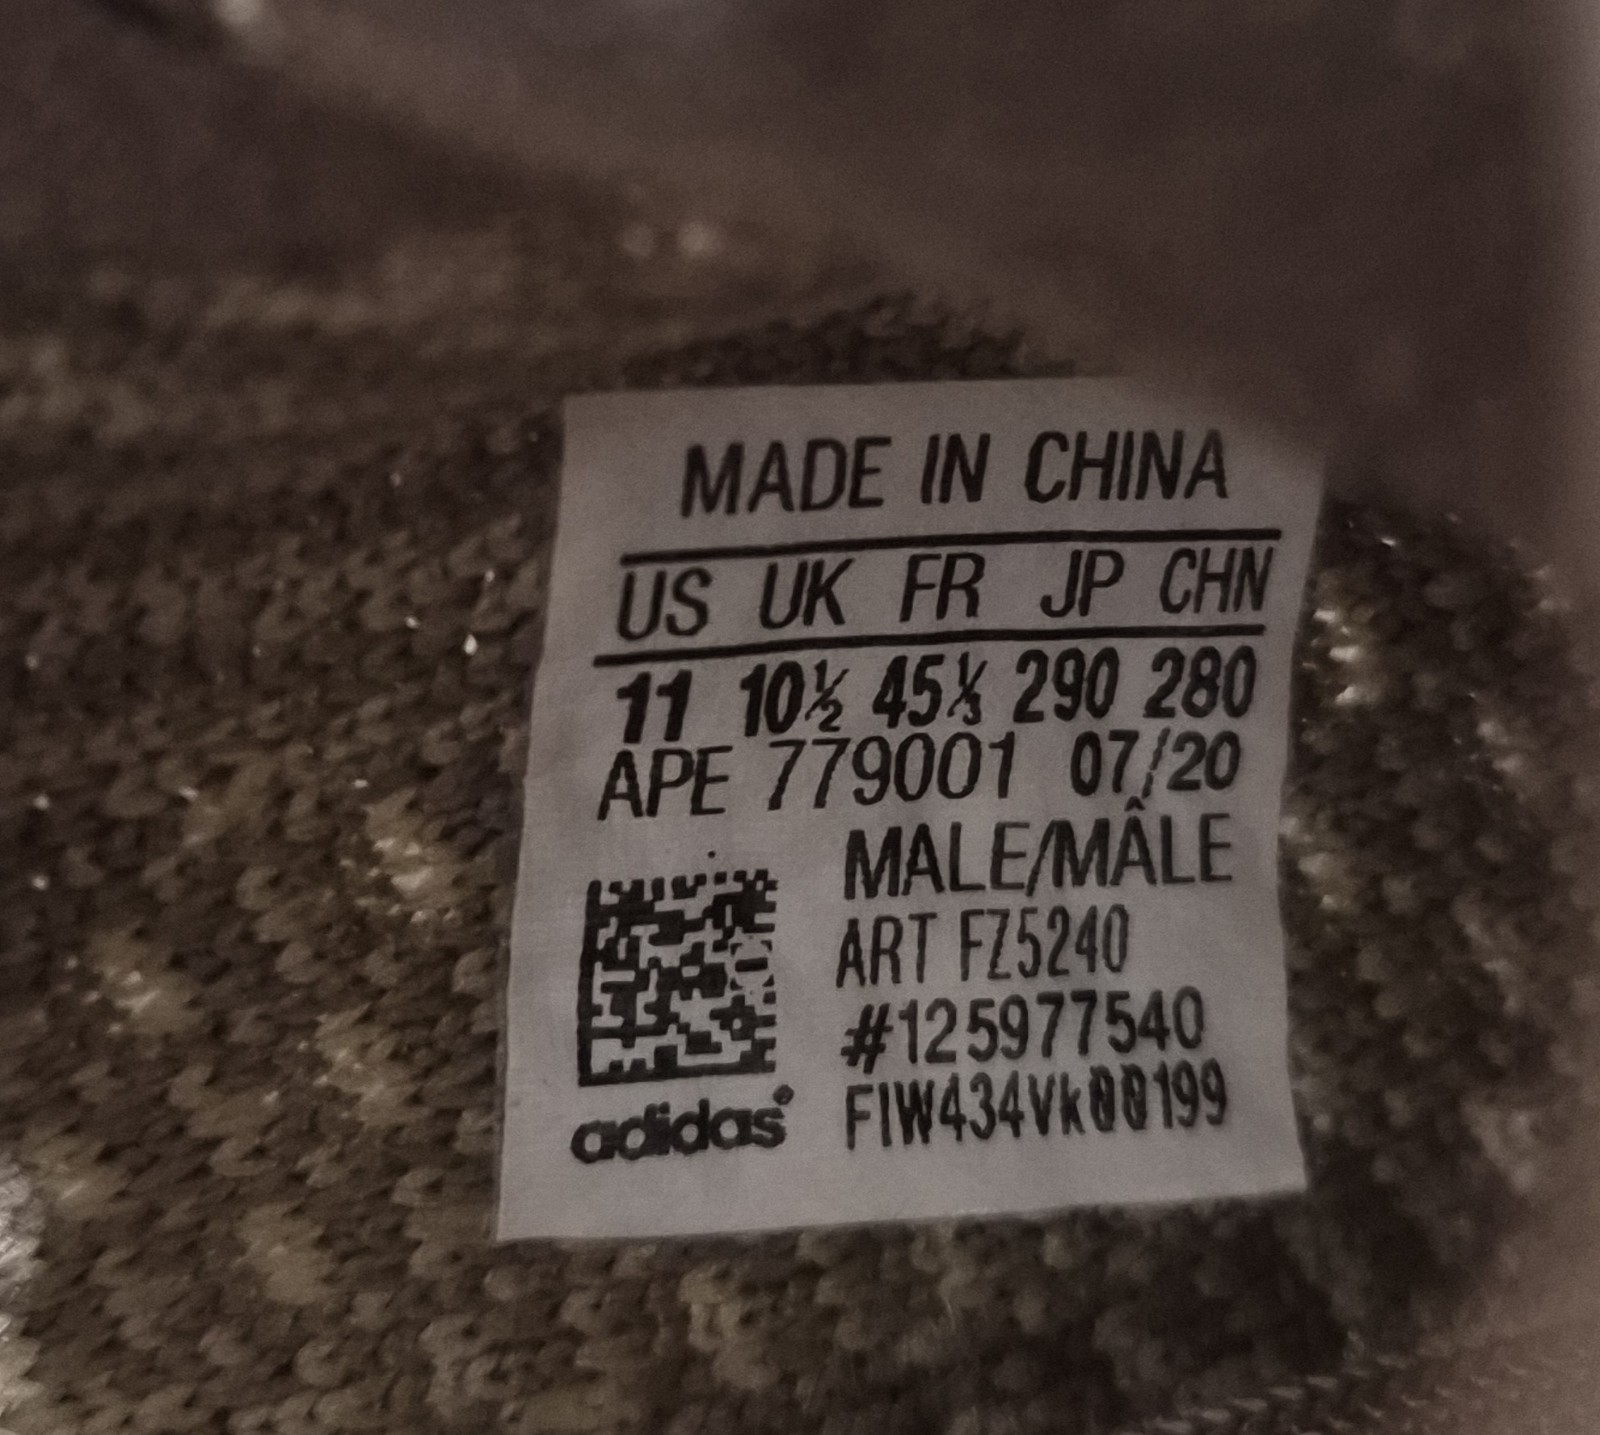 MADE IN CHINA
US UK FR JP CHN
11 10½ 45⅓ 290 280
APE 779001 07/20
MALE/MÂLE
ART FZ5240
#125977540
FIW434Vk00199
adidas